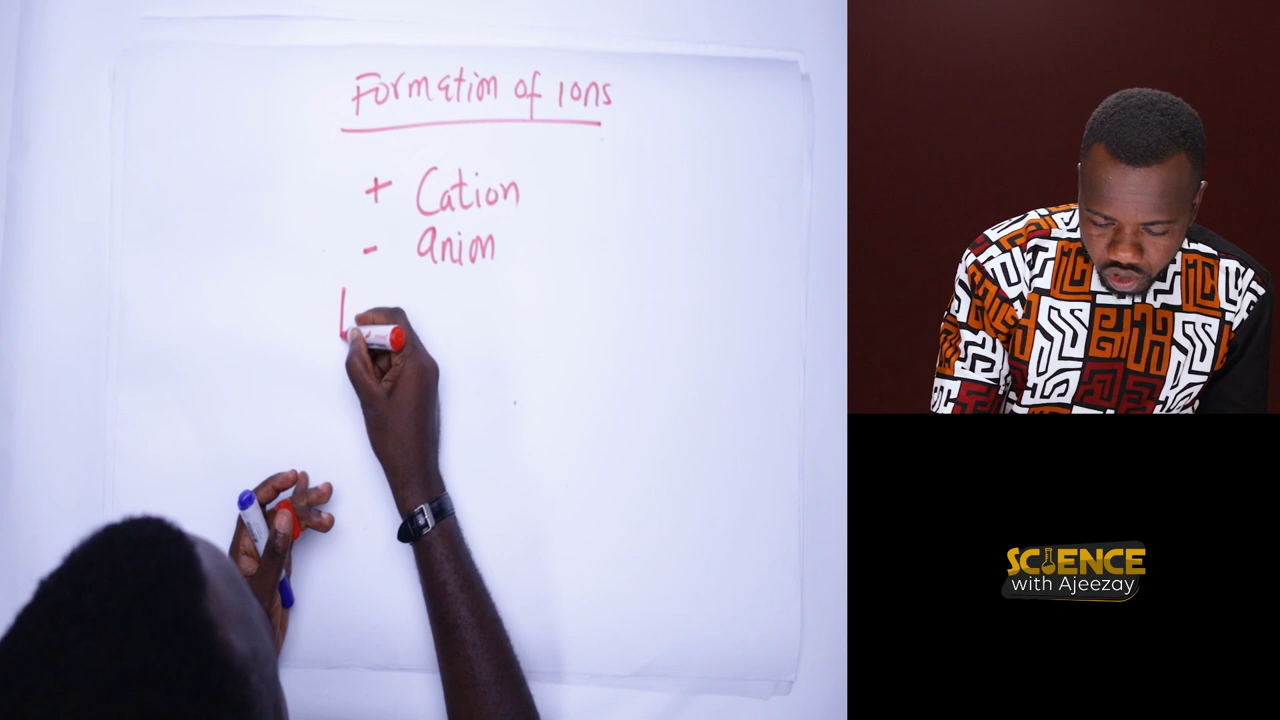 Formation of Ions
+ Cation
- anion
SCIENCE
with Ajeezay